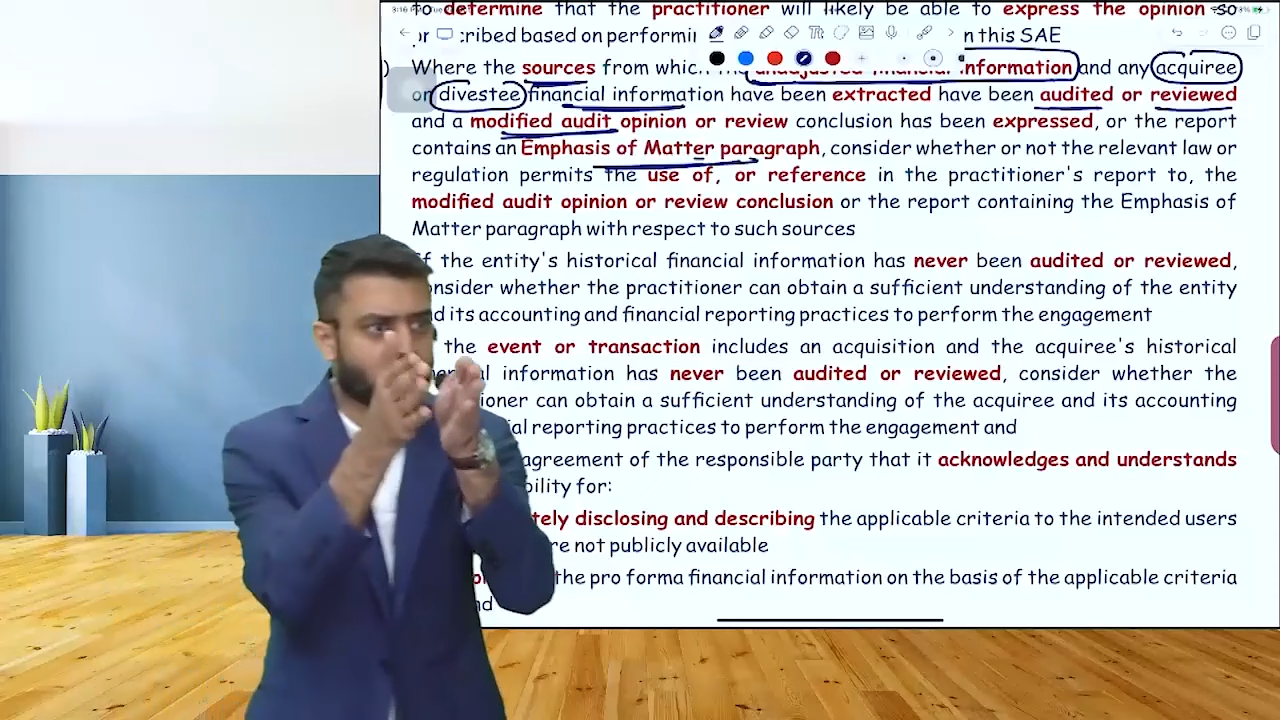 to determine that the practitioner will likely be able to express the opinion so
scribed based on performin n this SAE
) Where the sources from which the unadjusted financial information and any acquiree
or divestee financial information have been extracted have been audited or reviewed
and a modified audit opinion or review conclusion has been expressed, or the report
contains an Emphasis of Matter paragraph, consider whether or not the relevant law or
regulation permits the use of, or reference in the practitioner's report to, the
modified audit opinion or review conclusion or the report containing the Emphasis of
Matter paragraph with respect to such sources
If the entity's historical financial information has never been audited or reviewed,
consider whether the practitioner can obtain a sufficient understanding of the entity
and its accounting and financial reporting practices to perform the engagement
the event or transaction includes an acquisition and the acquiree's historical
information has never been audited or reviewed, consider whether the
ioner can obtain a sufficient understanding of the acquiree and its accounting
ial reporting practices to perform the engagement and
agreement of the responsible party that it acknowledges and understands
bility for:
tely disclosing and describing the applicable criteria to the intended users
re not publicly available
the pro forma financial information on the basis of the applicable criteria
nd